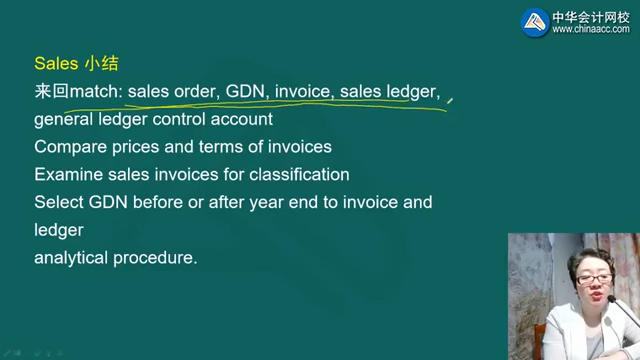 中华会计网校
www.chinaacc.com
Sales 小结
来回match: sales order, GDN, invoice, sales ledger,
general ledger control account
Compare prices and terms of invoices
Examine sales invoices for classification
Select GDN before or after year end to invoice and
ledger
analytical procedure.